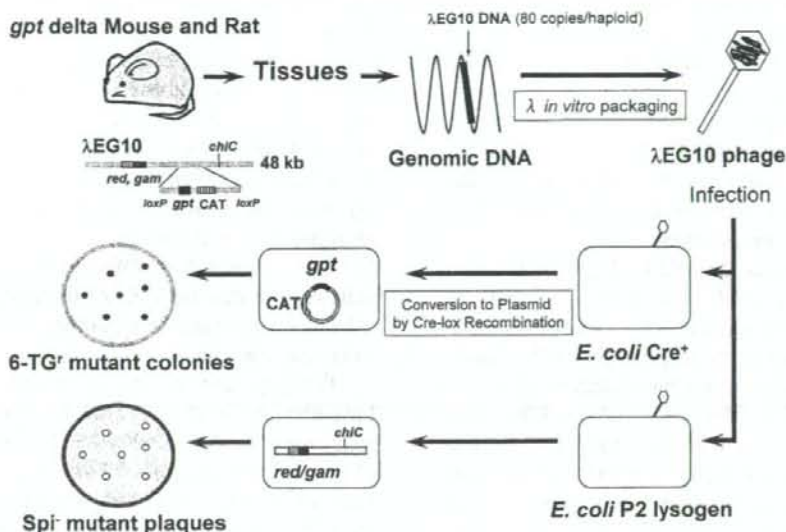 gpt delta Mouse and Rat
λEG10 DNA (80 copies/haploid)
Tissues
λ in vitro packaging
Genomic DNA
λEG10 phage
λEG10
chiC
48 kb
red, gam
loxP gpt CAT loxP
Infection
gpt
CAT
Conversion to Plasmid
by Cre-lox Recombination
6-TGʳ mutant colonies
E. coli Cre⁺
chiC
red/gam
Spi⁻ mutant plaques
E. coli P2 lysogen